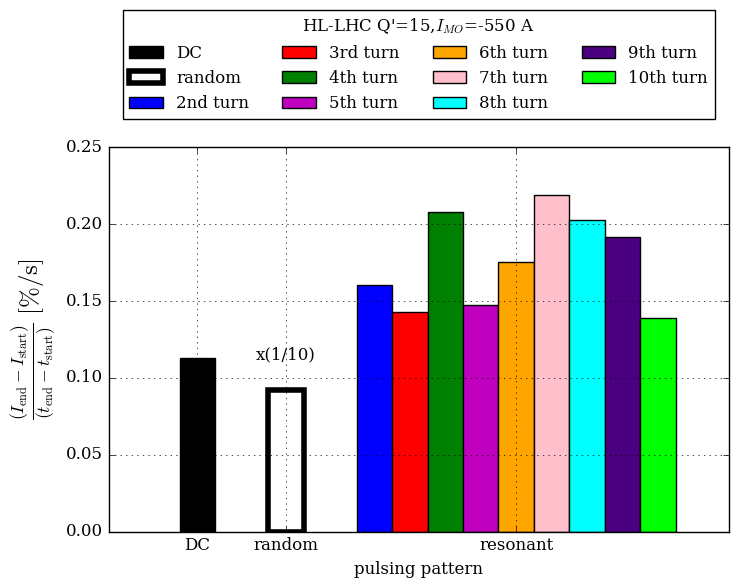 HL-LHC Q'=15,I_MO=-550 A
DC 3rd turn 6th turn 9th turn
random 4th turn 7th turn 10th turn
2nd turn 5th turn 8th turn
0.25
0.20
0.15
0.10
0.05
0.00
(I_end − I_start) / (t_end − t_start) [%/s]
x(1/10)
DC random resonant
pulsing pattern